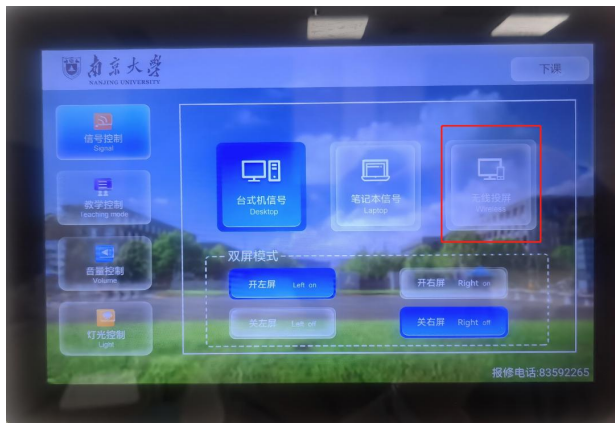 南京大學
NANJING UNIVERSITY
下课
信号控制
Signal
教学控制
Teaching mode
音量控制
Volume
灯光控制
Light
台式机信号
Desktop
笔记本信号
Laptop
无线投屏
双屏模式
开左屏 Left on
开右屏 Right on
关左屏 Left off
关右屏 Right off
报修电话:83592265